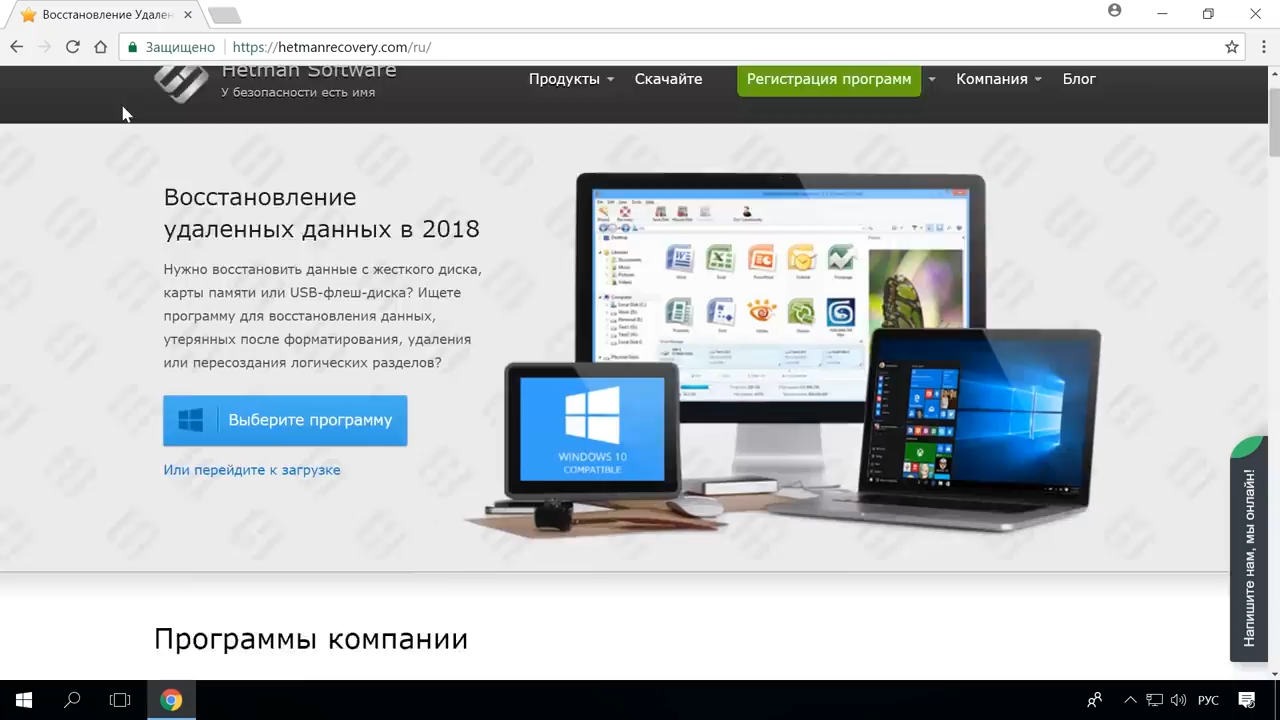 Восстановление Удален
Защищено
https://hetmanrecovery.com/ru/
Hetman Software
У безопасности есть имя
Продукты
Скачайте
Регистрация программ
Компания
Блог
Восстановление
удаленных данных в 2018
Нужно восстановить данные с жесткого диска,
карты памяти или USB-флеш-диска? Ищете
программу для восстановления данных,
утерянных после форматирования, удаления
или пересоздания логических разделов?
Выберите программу
Или перейдите к загрузке
WINDOWS 10
COMPATIBLE
Напишите нам, мы онлайн!
Программы компании
РУС